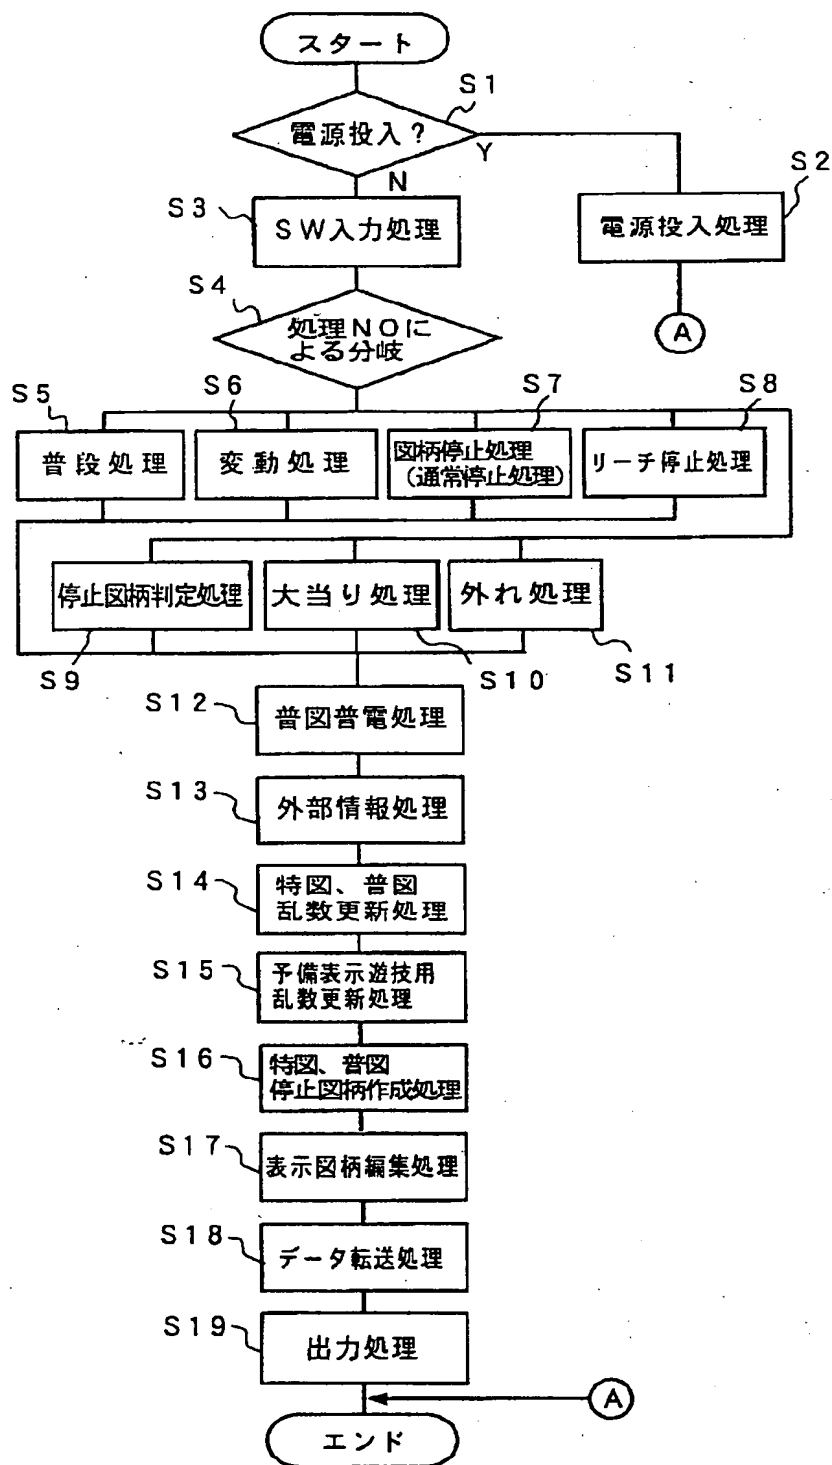 スタート
S1
電源投入?
Y
N
S2
電源投入処理
A
S3
SW入力処理
S4
処理NOに
よる分岐
S5
普段処理
S6
変動処理
S7
図柄停止処理
(通常停止処理)
S8
リーチ停止処理
停止図柄判定処理
S9
大当り処理
S10
外れ処理
S11
S12
普図普電処理
S13
外部情報処理
S14
特図、普図
乱数更新処理
S15
予備表示遊技用
乱数更新処理
S16
特図、普図
停止図柄作成処理
S17
表示図柄編集処理
S18
データ転送処理
S19
出力処理
A
エンド